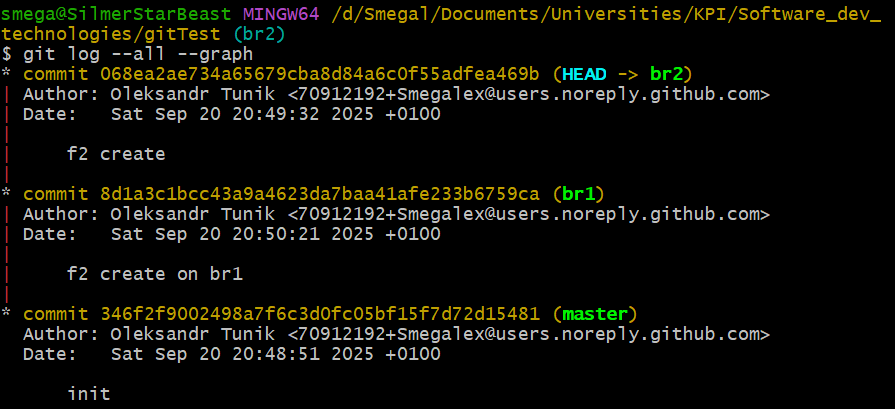 smega@SilmerStarBeast MINGW64 /d/Smegal/Documents/Universities/KPI/Software_dev_
technologies/gitTest (br2)
$ git log --all --graph
* commit 068ea2ae734a65679cba8d84a6c0f55adfea469b (HEAD -> br2)
| Author: Oleksandr Tunik <70912192+Smegalex@users.noreply.github.com>
| Date:   Sat Sep 20 20:49:32 2025 +0100
|
|     f2 create
|
* commit 8d1a3c1bcc43a9a4623da7baa41afe233b6759ca (br1)
| Author: Oleksandr Tunik <70912192+Smegalex@users.noreply.github.com>
| Date:   Sat Sep 20 20:50:21 2025 +0100
|
|     f2 create on br1
|
* commit 346f2f9002498a7f6c3d0fc05bf15f7d72d15481 (master)
  Author: Oleksandr Tunik <70912192+Smegalex@users.noreply.github.com>
  Date:   Sat Sep 20 20:48:51 2025 +0100

      init